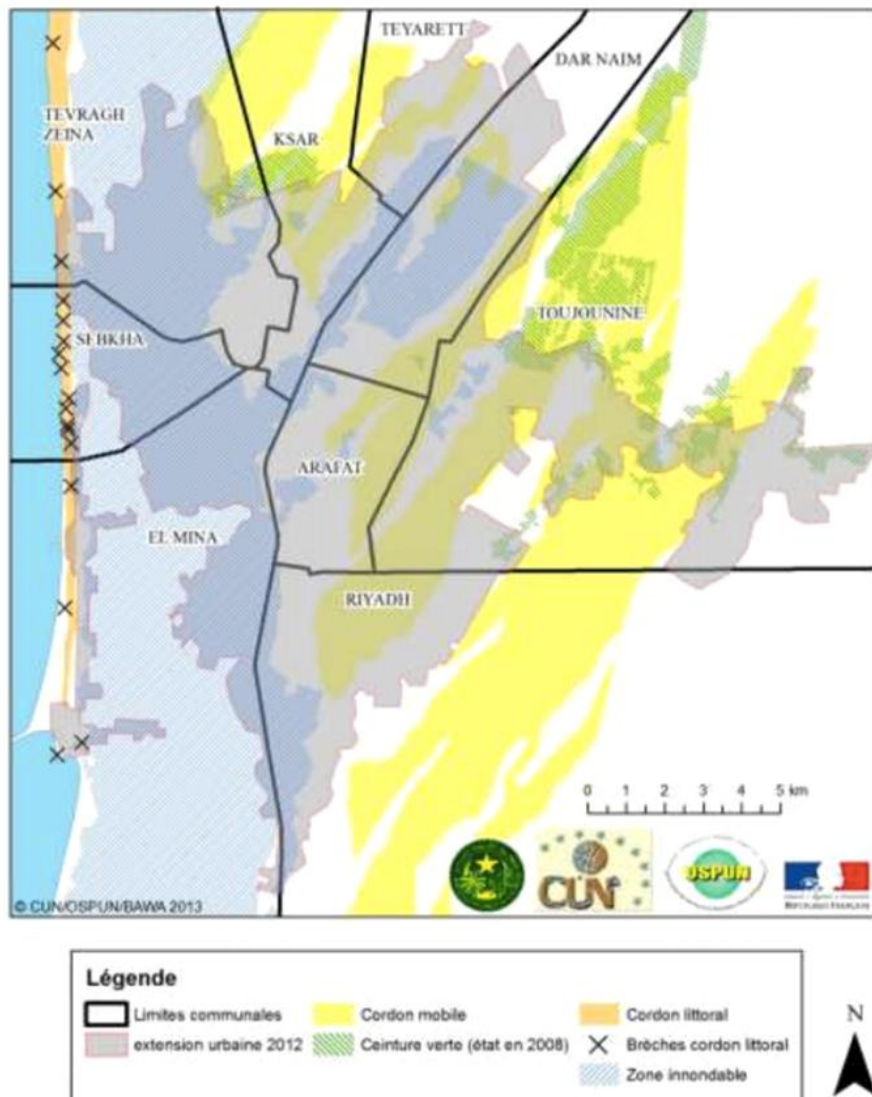 TEYARETT
DAR NAIM
TEVRAGH
ZEINA
KSAR
TOUJOUNINE
SEBKHA
ARAFAT
EL MINA
RIYADH
0 1 2 3 4 5 km
CUN
OSPUN
RÉPUBLIQUE FRANÇAISE
© CUN/OSPUN/BAWA 2013
Légende
Limites communales
Cordon mobile
Cordon littoral
extension urbaine 2012
Ceinture verte (état en 2008)
Brèches cordon littoral
Zone innondable
N